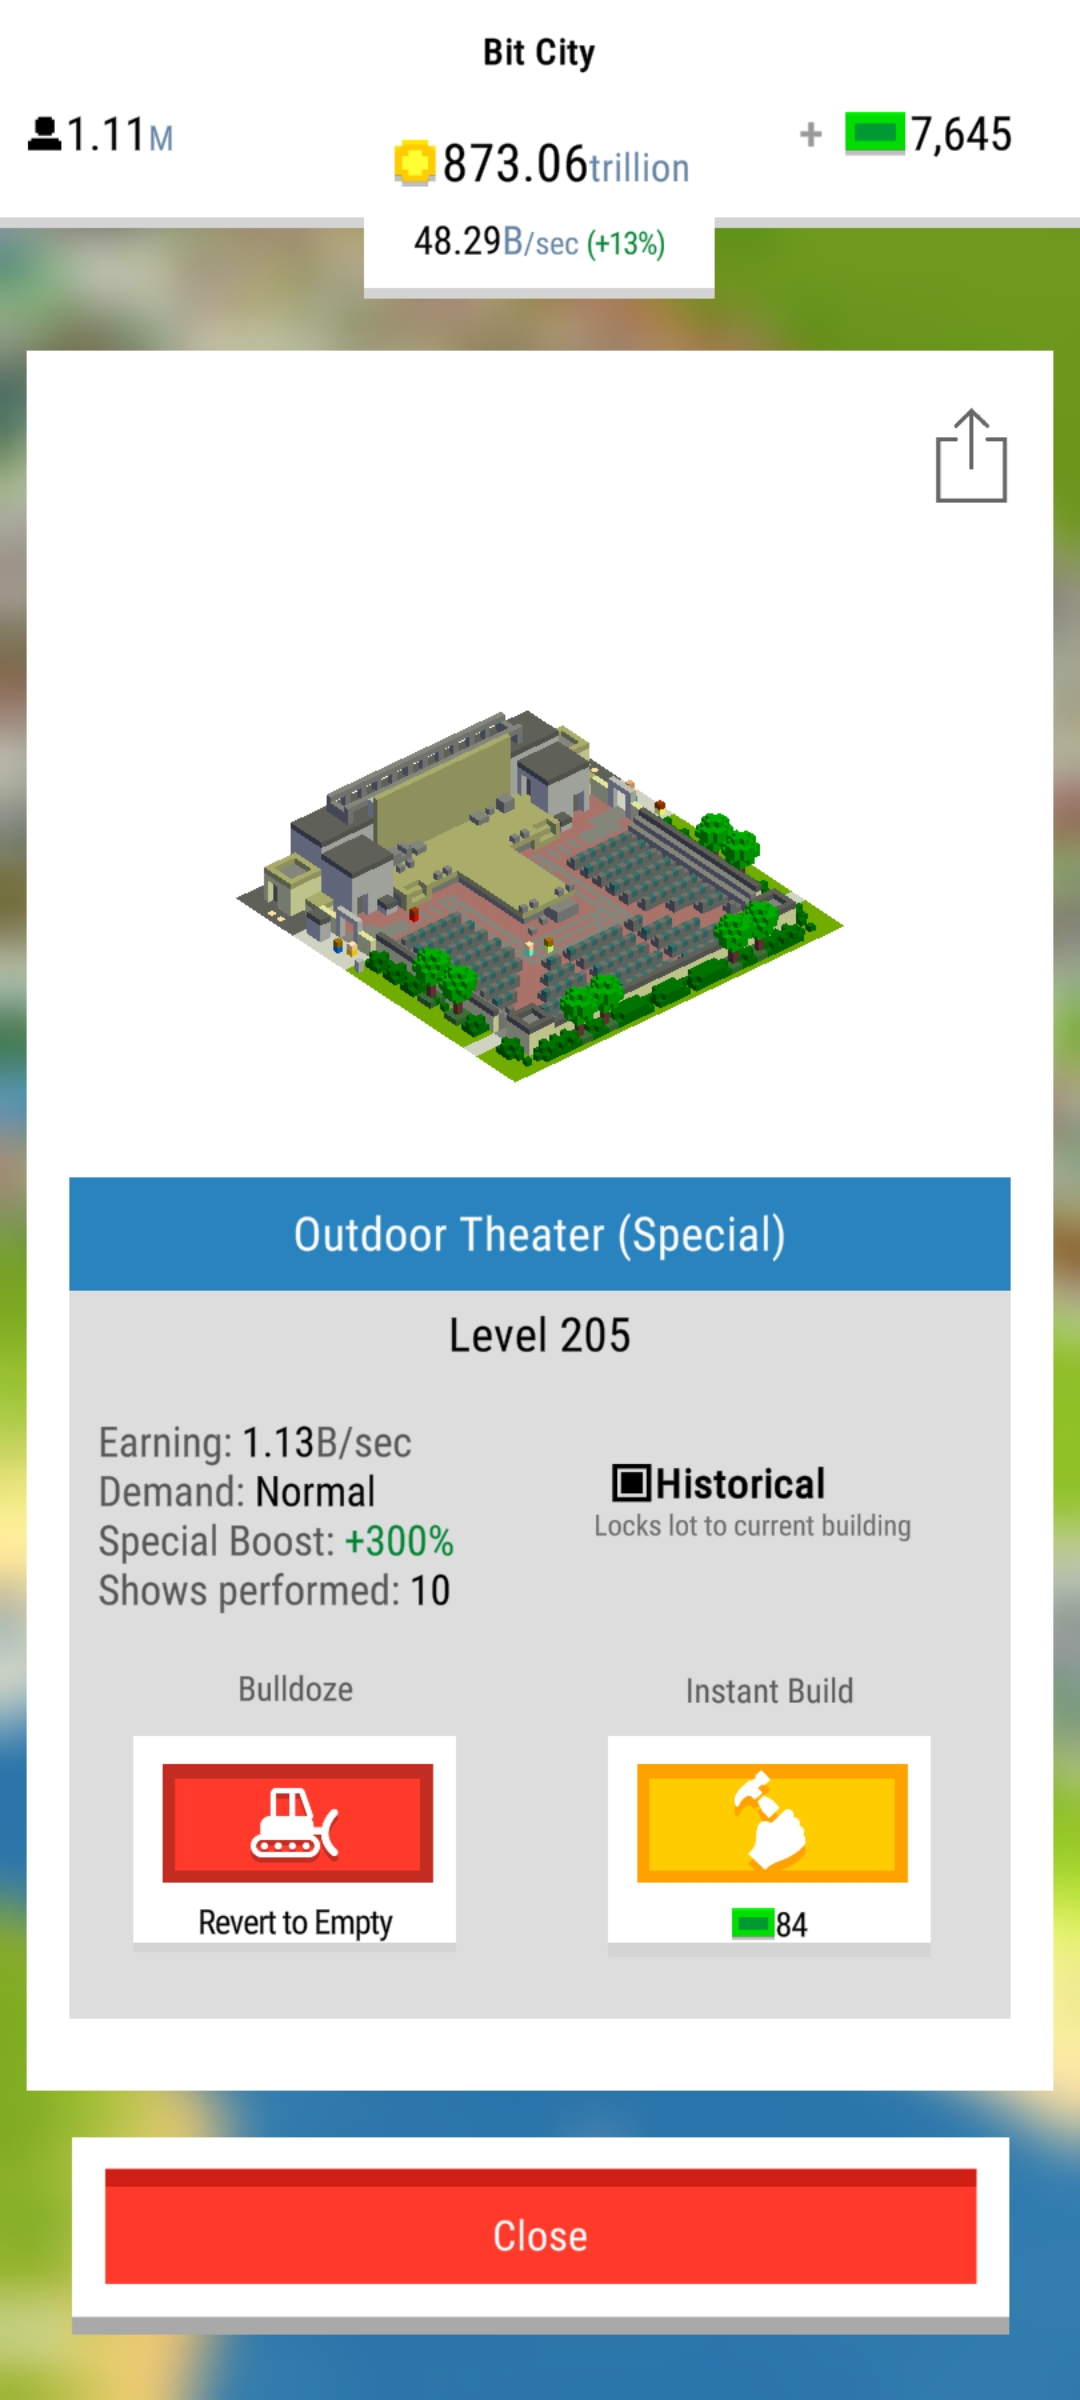 Bit City
1.11M
+ 7,645
873.06trillion
48.29B/sec (+13%)
Outdoor Theater (Special)
Level 205
Earning: 1.13B/sec
Demand: Normal
Special Boost: +300%
Shows performed: 10
Historical
Locks lot to current building
Bulldoze
Instant Build
Revert to Empty
84
Close